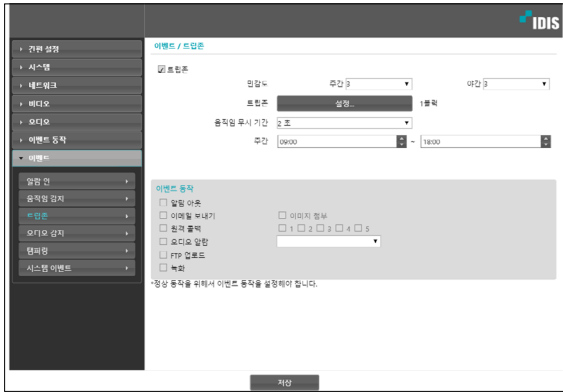 IDIS
간편 설정
시스템
네트워크
비디오
오디오
이벤트 동작
이벤트
알람 인
움직임 감지
트립존
오디오 감지
탬퍼링
시스템 이벤트
이벤트 / 트립존
트립존
민감도 주간 3 야간 3
트립존 설정... 1블럭
움직임 무시 기간 2 초
주간 09:00 ~ 18:00
이벤트 동작
알람 아웃
이메일 보내기 이미지 첨부
원격 콜백 1 2 3 4 5
오디오 알람
FTP 업로드
녹화
*정상 동작을 위해서 이벤트 동작을 설정해야 합니다.
저장